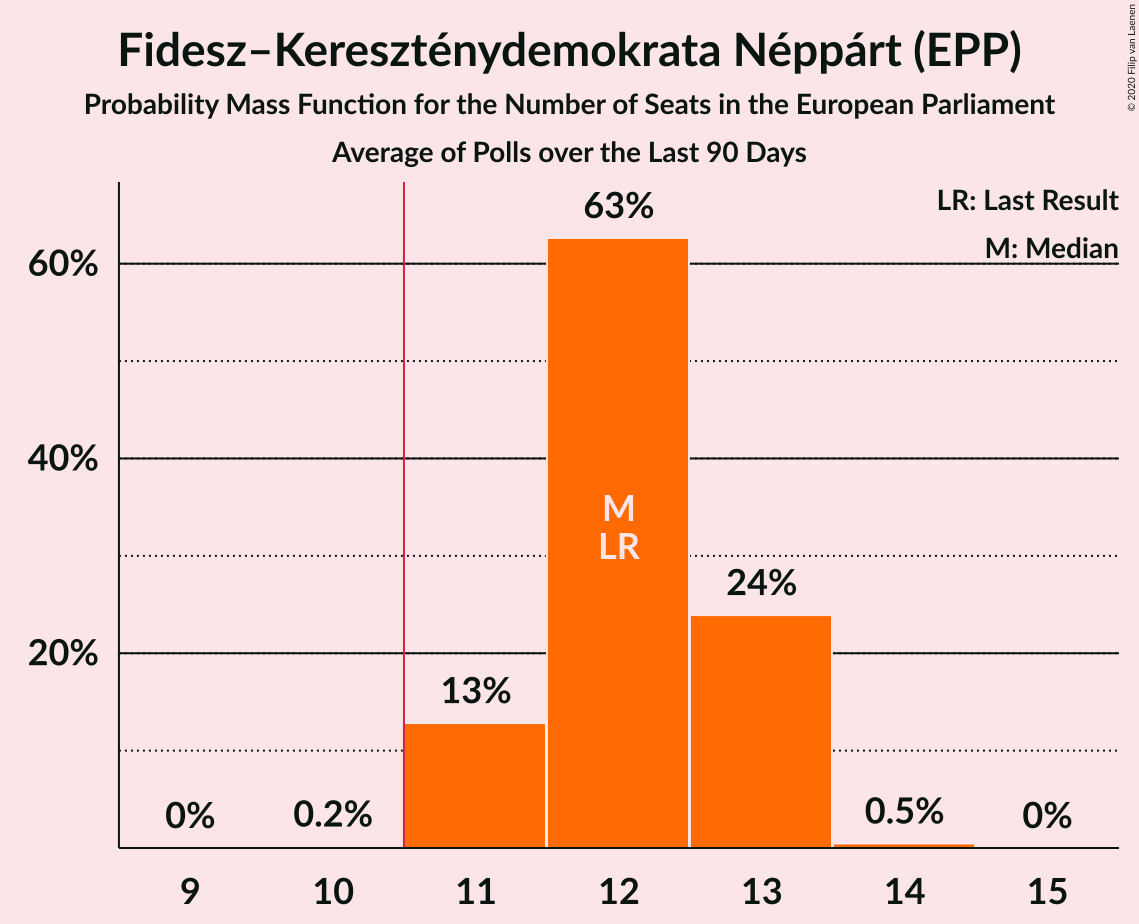 Fidesz–Kereszténydemokrata Néppárt (EPP)
Probability Mass Function for the Number of Seats in the European Parliament
Average of Polls over the Last 90 Days
© 2020 Filip van Laenen
LR: Last Result
M: Median
60%
40%
20%
0%
0.2%
13%
63%
M
LR
24%
0.5%
0%
9
10
11
12
13
14
15